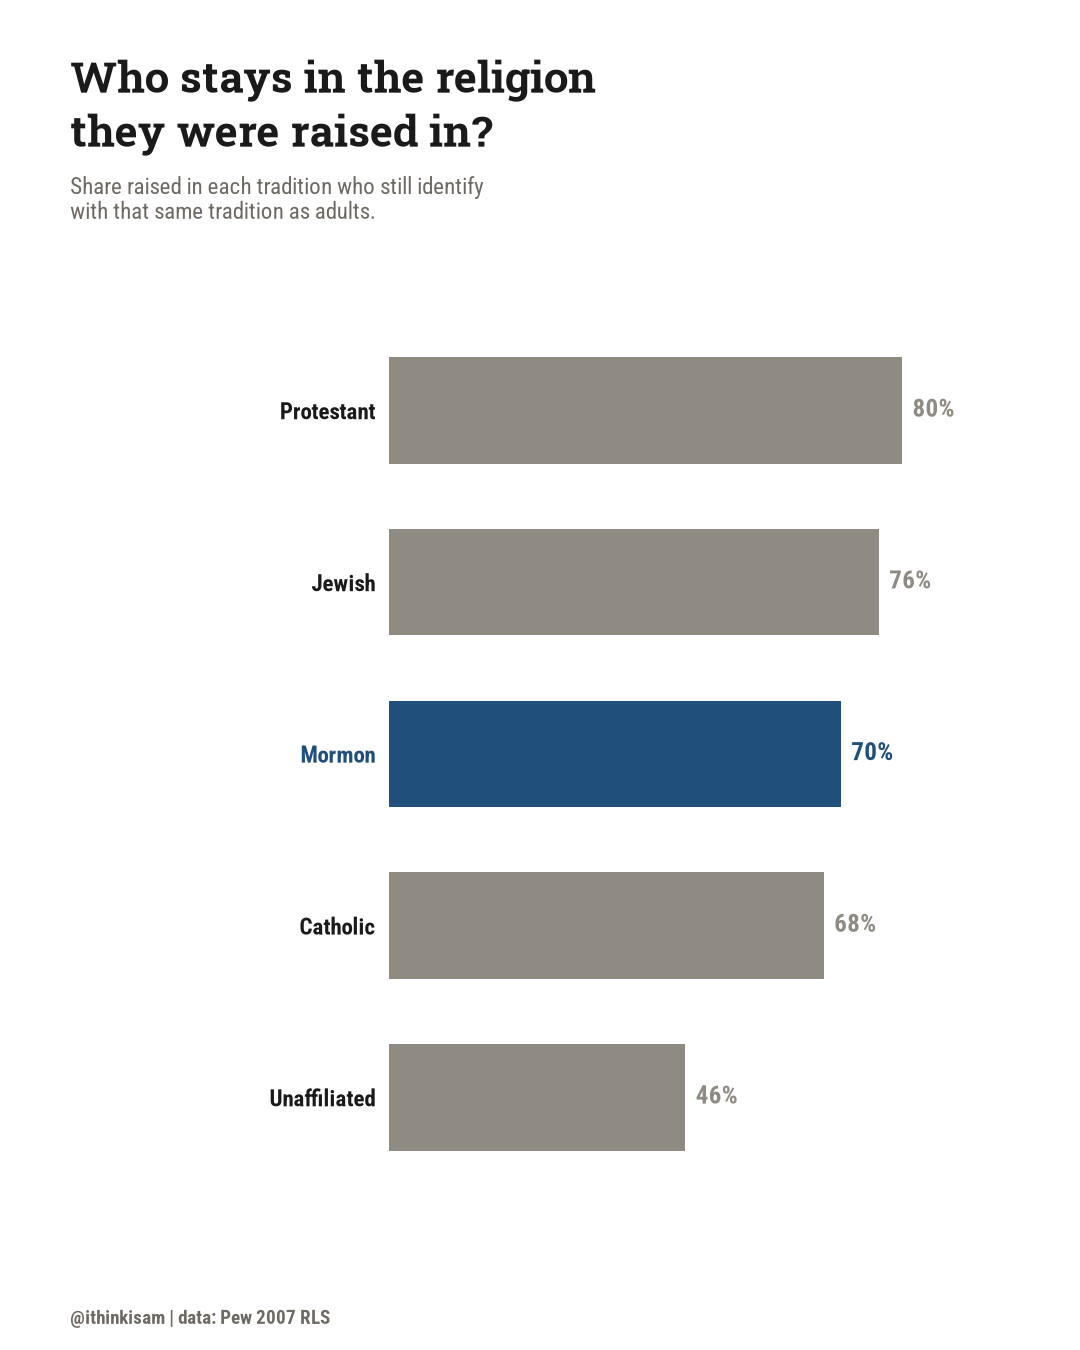 Who stays in the religion
they were raised in?
Share raised in each tradition who still identify
with that same tradition as adults.
Protestant 80%
Jewish 76%
Mormon 70%
Catholic 68%
Unaffiliated 46%
@ithinkisam | data: Pew 2007 RLS